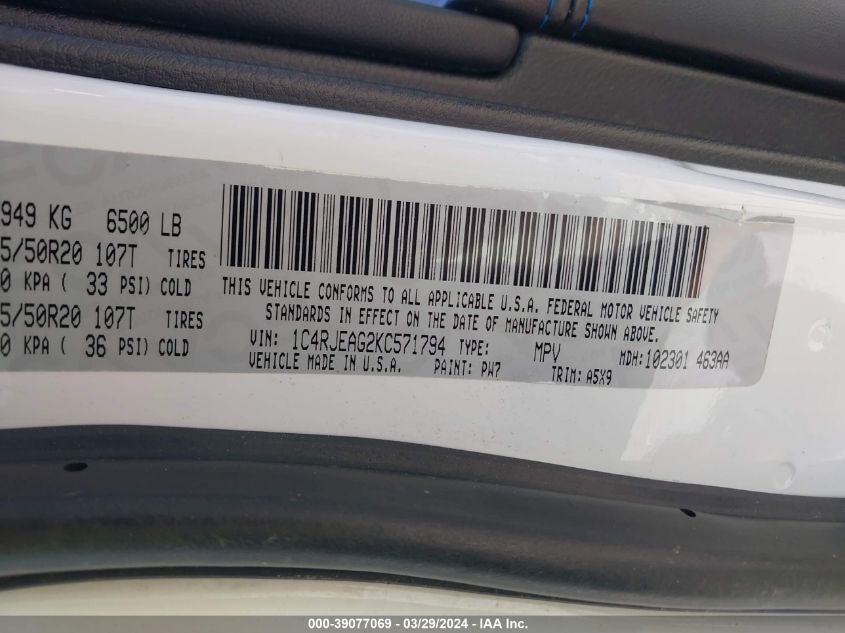 949 KG 6500 LB
5/50R20 107T TIRES
0 KPA ( 33 PSI) COLD
5/50R20 107T TIRES
0 KPA ( 36 PSI) COLD
THIS VEHICLE CONFORMS TO ALL APPLICABLE U.S.A. FEDERAL MOTOR VEHICLE SAFETY
STANDARDS IN EFFECT ON THE DATE OF MANUFACTURE SHOWN ABOVE.
VIN: 1C4RJEAG2KC571794 TYPE: MPV MDH:102301 463AA
VEHICLE MADE IN U.S.A. PAINT: PW7 TRIM: A5X9
000-39077069 - 03/29/2024 - IAA Inc.